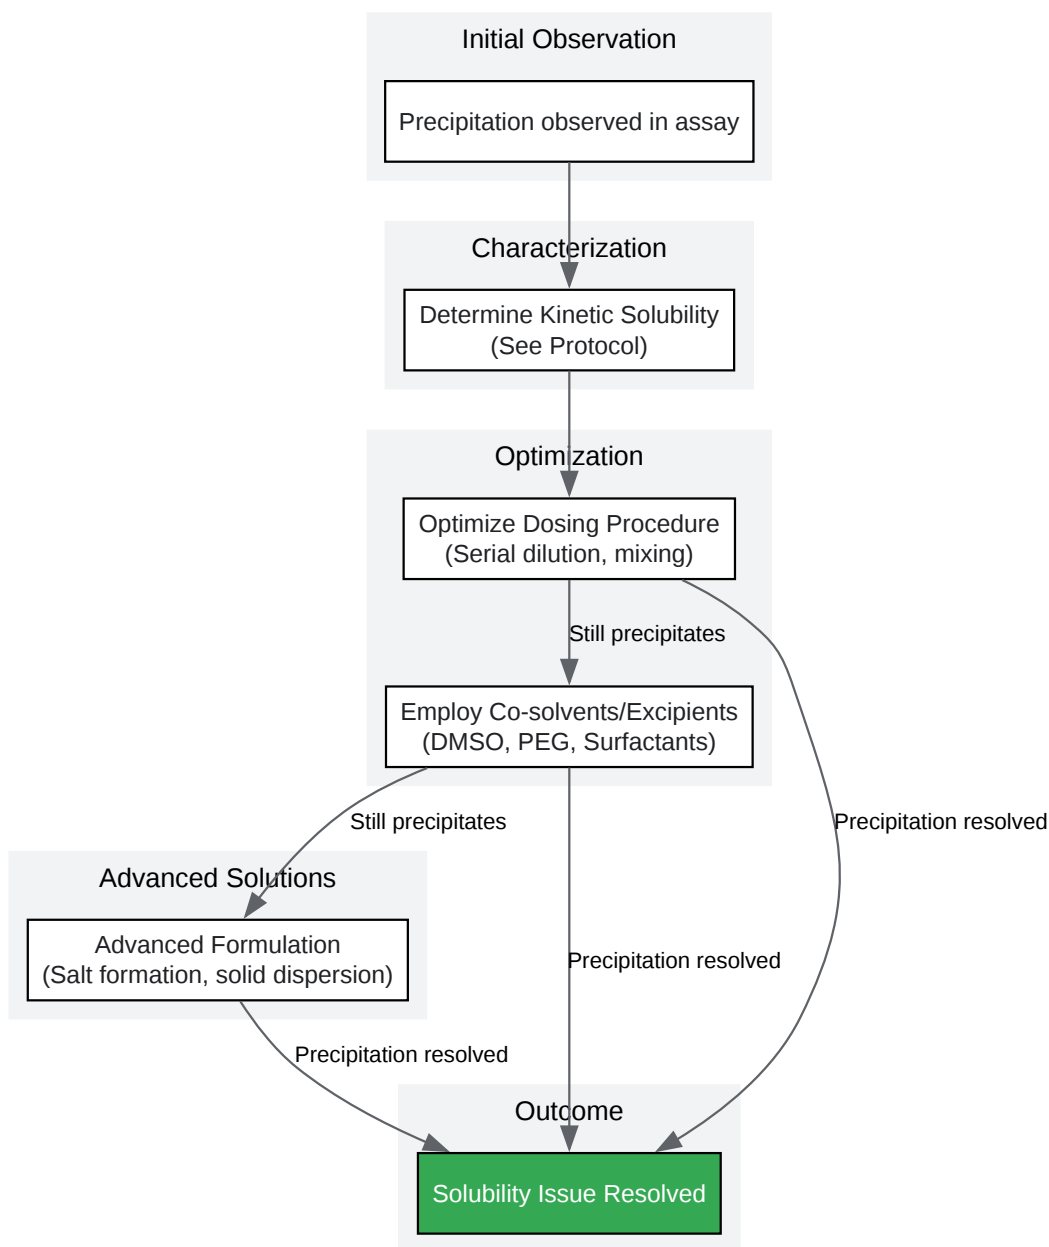 Initial Observation
Precipitation observed in assay
Characterization
Determine Kinetic Solubility
(See Protocol)
Optimization
Optimize Dosing Procedure
(Serial dilution, mixing)
Still precipitates
Employ Co-solvents/Excipients
(DMSO, PEG, Surfactants)
Still precipitates
Precipitation resolved
Advanced Solutions
Advanced Formulation
(Salt formation, solid dispersion)
Precipitation resolved
Precipitation resolved
Outcome
Solubility Issue Resolved